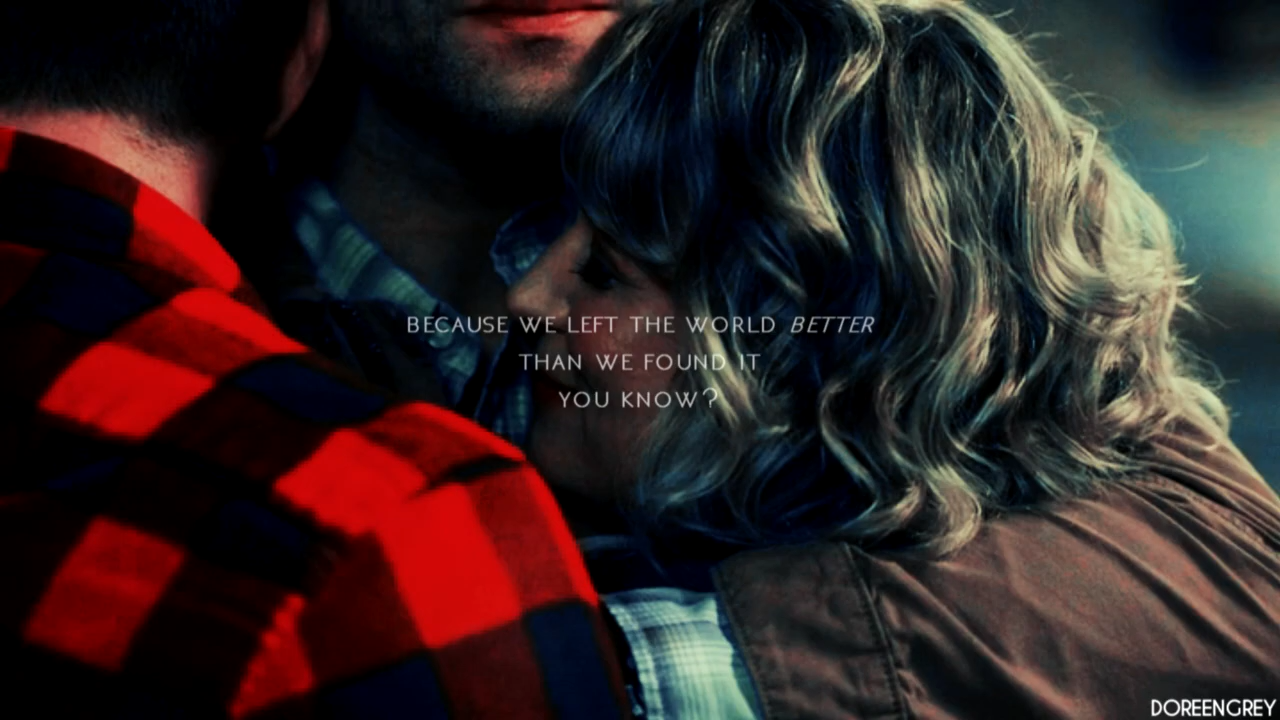 BECAUSE WE LEFT THE WORLD BETTER
THAN WE FOUND IT
YOU KNOW?
DOREENGREY